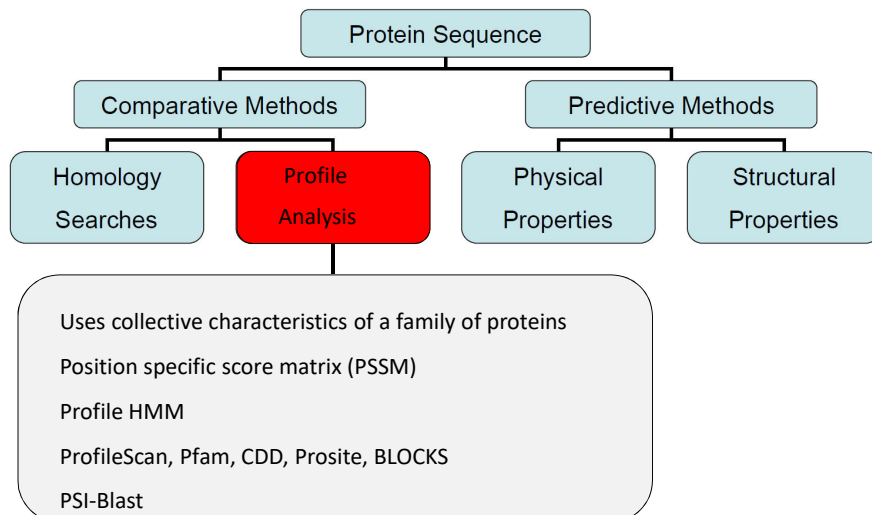 Protein Sequence
Comparative Methods
Predictive Methods
Homology
Searches
Profile
Analysis
Physical
Properties
Structural
Properties
Uses collective characteristics of a family of proteins
Position specific score matrix (PSSM)
Profile HMM
ProfileScan, Pfam, CDD, Prosite, BLOCKS
PSI-Blast